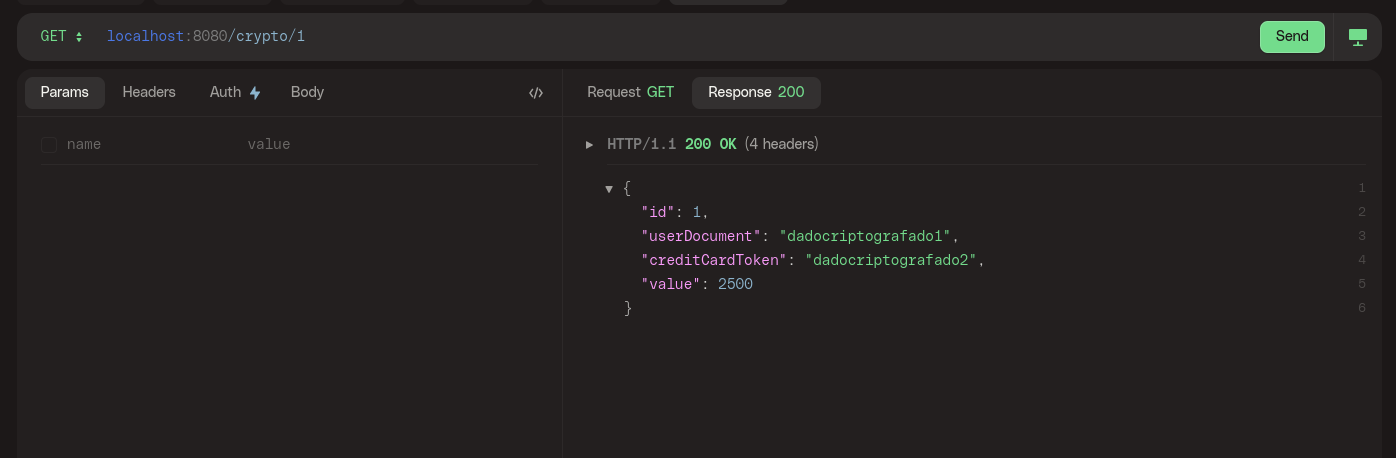 GET localhost:8080/crypto/1 Send
Params Headers Auth Body </>
Request GET Response 200
name value
HTTP/1.1 200 OK (4 headers)
{ 1
"id": 1, 2
"userDocument": "dadocriptografado1", 3
"creditCardToken": "dadocriptografado2", 4
"value": 2500 5
} 6